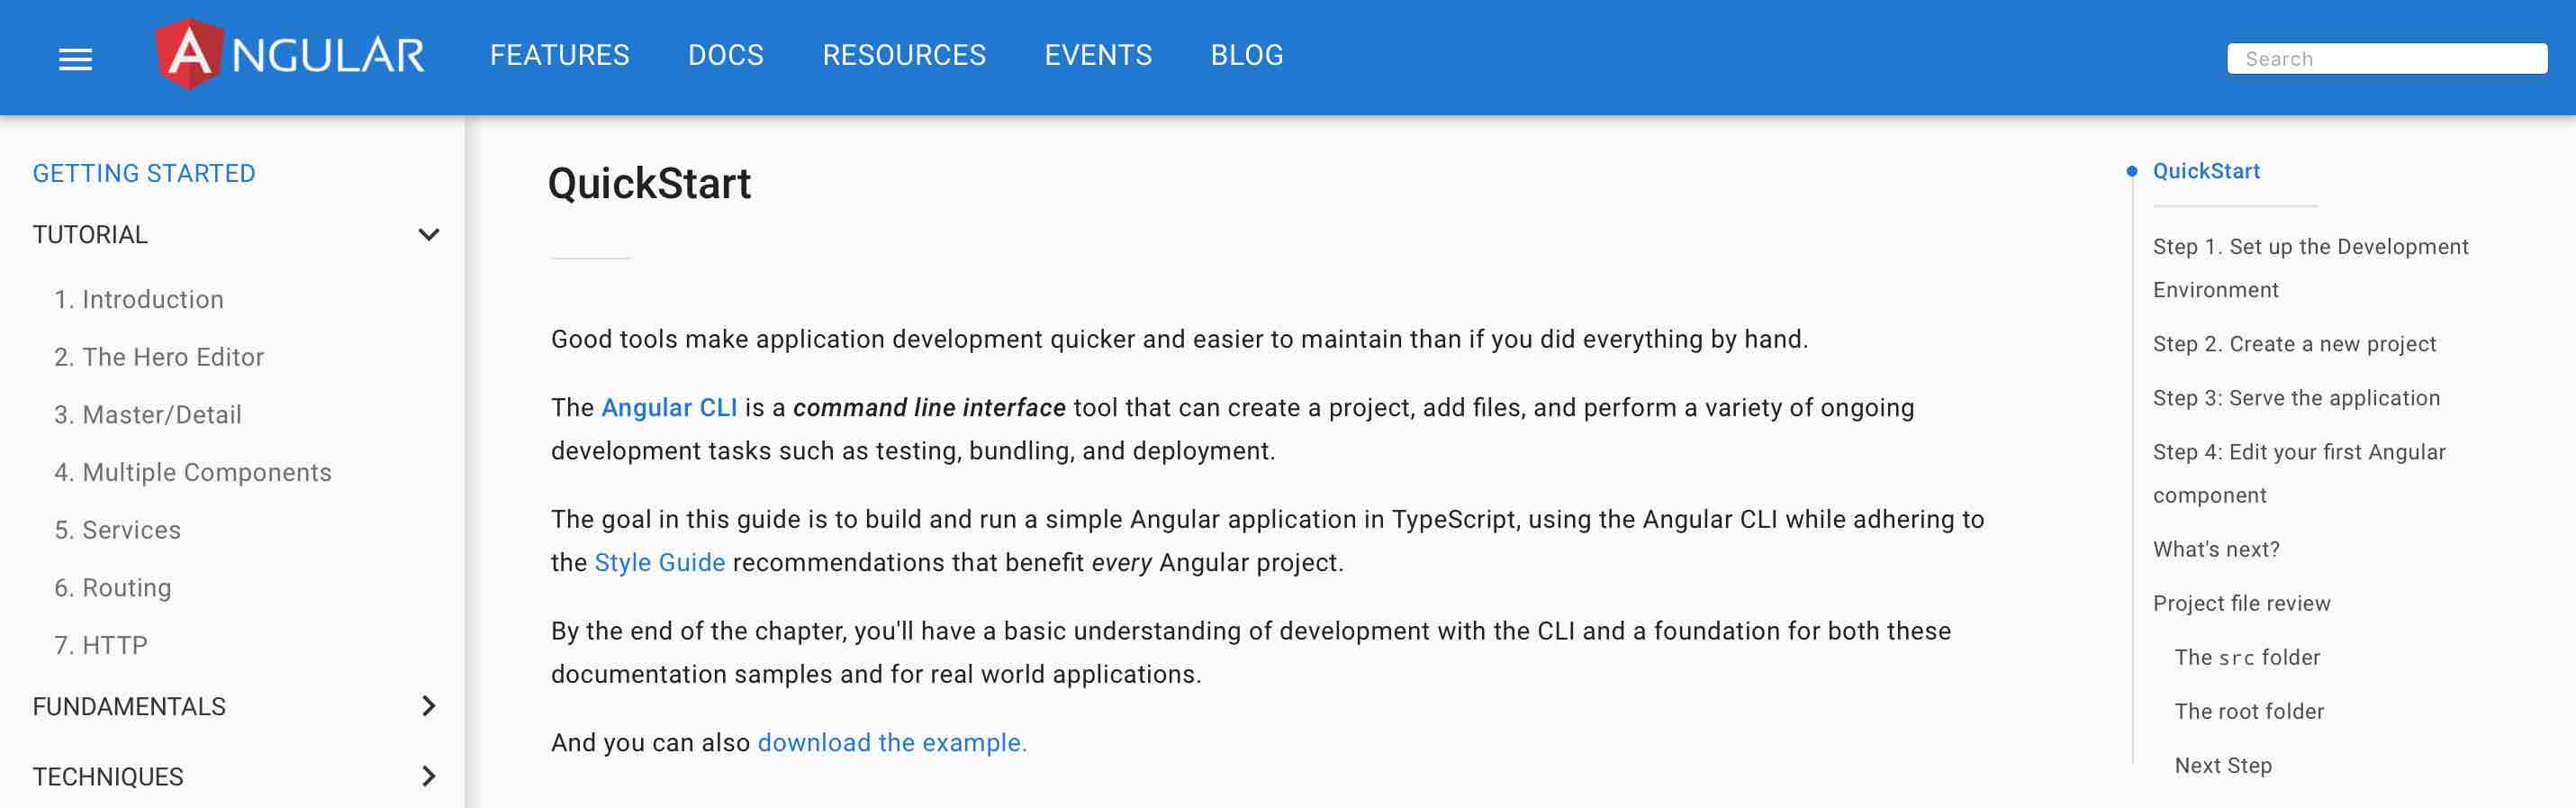 ANGULAR FEATURES DOCS RESOURCES EVENTS BLOG Search
GETTING STARTED
TUTORIAL
1. Introduction
2. The Hero Editor
3. Master/Detail
4. Multiple Components
5. Services
6. Routing
7. HTTP
FUNDAMENTALS
TECHNIQUES
QuickStart
Good tools make application development quicker and easier to maintain than if you did everything by hand.
The Angular CLI is a command line interface tool that can create a project, add files, and perform a variety of ongoing
development tasks such as testing, bundling, and deployment.
The goal in this guide is to build and run a simple Angular application in TypeScript, using the Angular CLI while adhering to
the Style Guide recommendations that benefit every Angular project.
By the end of the chapter, you'll have a basic understanding of development with the CLI and a foundation for both these
documentation samples and for real world applications.
And you can also download the example.
QuickStart
Step 1. Set up the Development
Environment
Step 2. Create a new project
Step 3: Serve the application
Step 4: Edit your first Angular
component
What's next?
Project file review
The src folder
The root folder
Next Step